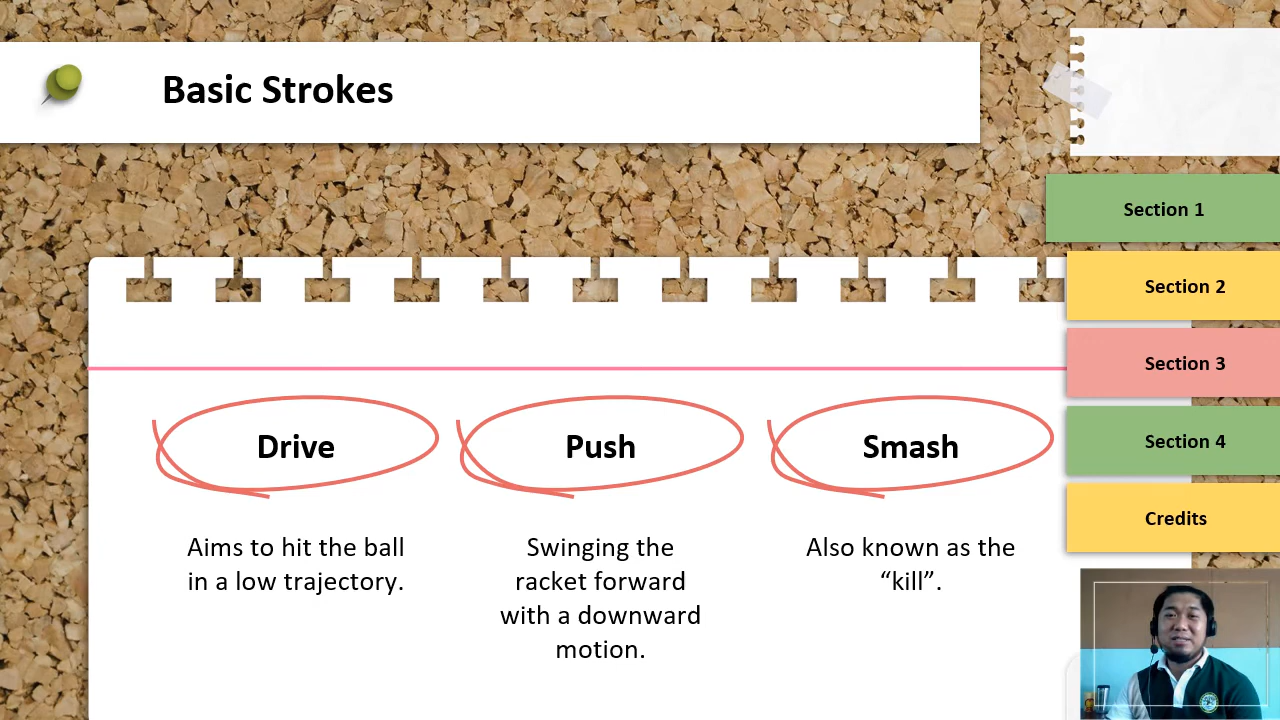 Basic Strokes
Section 1
Section 2
Section 3
Section 4
Credits
Drive
Aims to hit the ball
in a low trajectory.
Push
Swinging the
racket forward
with a downward
motion.
Smash
Also known as the
“kill”.